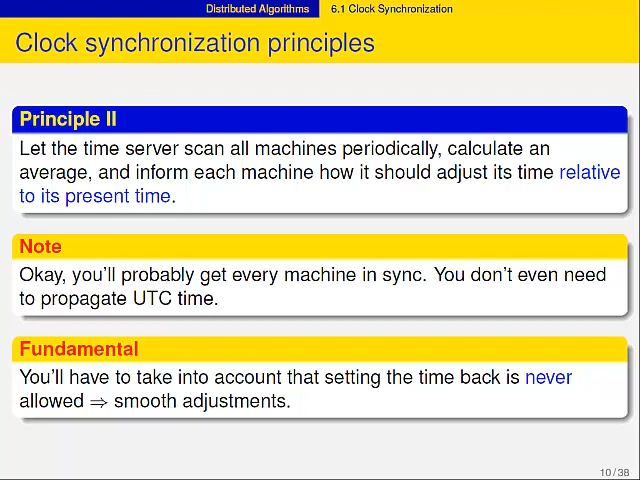 Distributed Algorithms 6.1 Clock Synchronization
Clock synchronization principles
Principle II
Let the time server scan all machines periodically, calculate an
average, and inform each machine how it should adjust its time relative
to its present time.
Note
Okay, you'll probably get every machine in sync. You don't even need
to propagate UTC time.
Fundamental
You'll have to take into account that setting the time back is never
allowed ⇒ smooth adjustments.
10 / 38